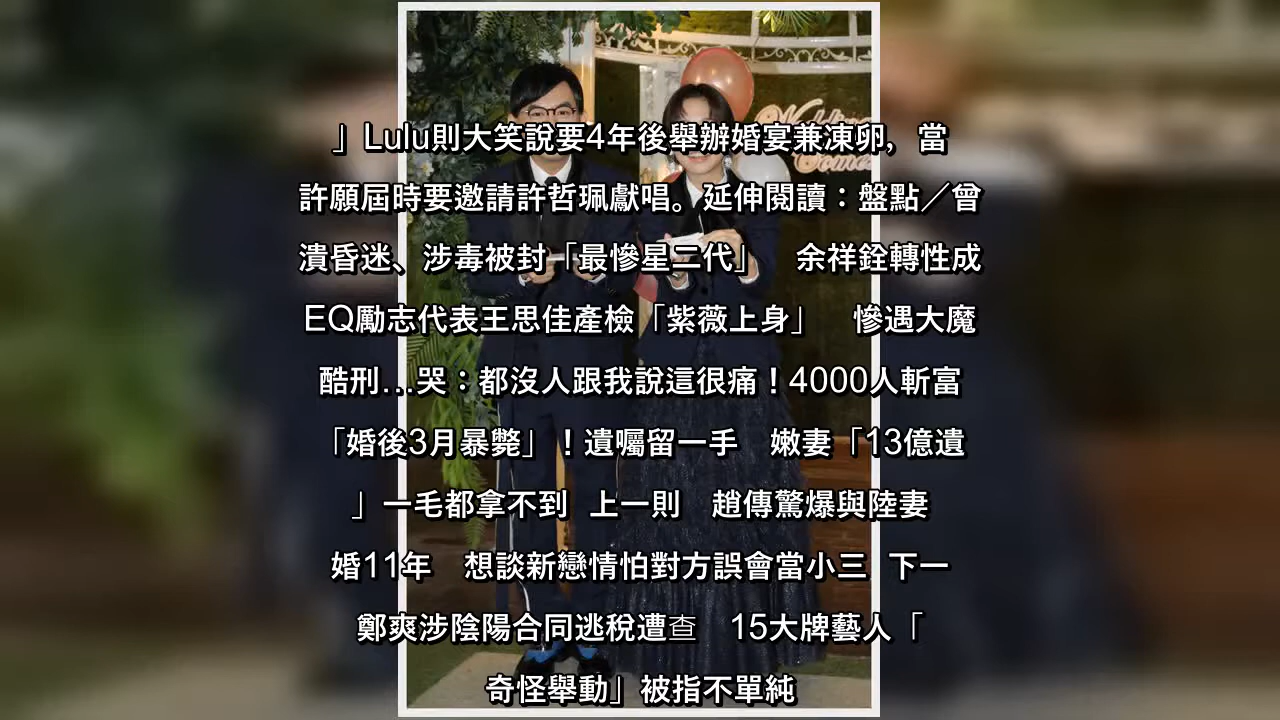 」Lulu則大笑說要4年後舉辦婚宴兼凍卵，當
許願屆時要邀請許哲珮獻唱。延伸閱讀：盤點／曾
潰昏迷、涉毒被封「最慘星二代」　余祥銓轉性成
EQ勵志代表王思佳產檢「紫薇上身」　慘遇大魔
酷刑…哭：都沒人跟我說這很痛！4000人斬富
「婚後3月暴斃」！遺囑留一手　嫩妻「13億遺
」一毛都拿不到 上一則　趙傳驚爆與陸妻
婚11年　想談新戀情怕對方誤會當小三 下一
鄭爽涉陰陽合同逃稅遭查　15大牌藝人「
奇怪舉動」被指不單純